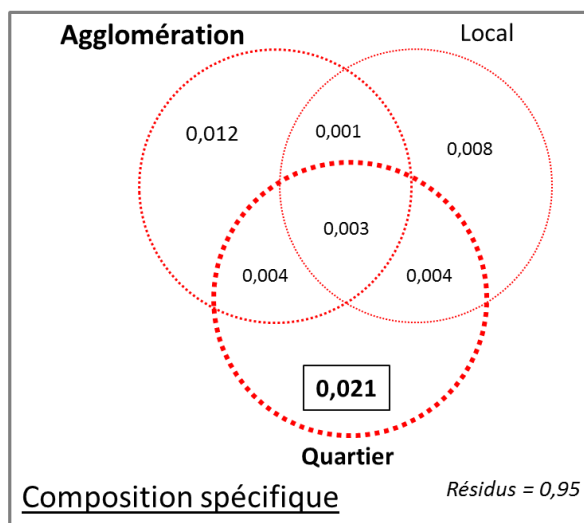 Agglomération
Local
0,012
0,001
0,008
0,003
0,004
0,004
0,021
Quartier
Composition spécifique
Résidus = 0,95